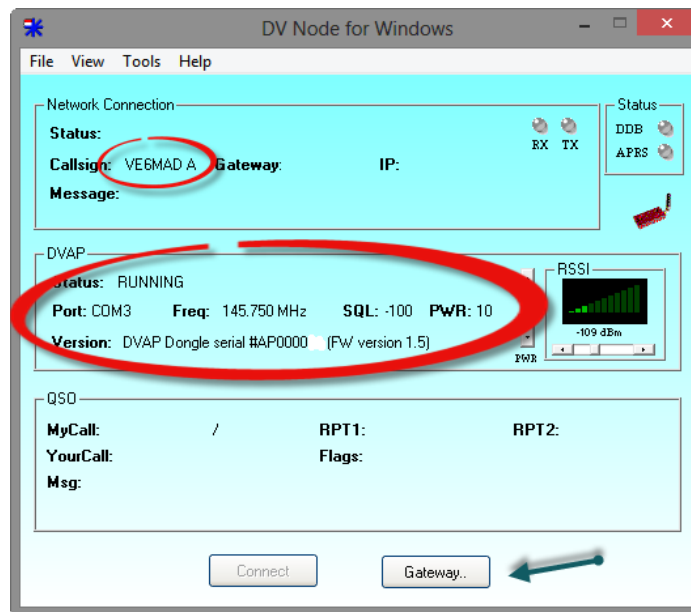 DV Node for Windows
File View Tools Help
Network Connection
Status:
RX TX
Callsign: VE6MAD A Gateway: IP:
Message:
Status
DDB
APRS
DVAP
Status: RUNNING
Port: COM3 Freq: 145.750 MHz SQL: -100 PWR: 10
Version: DVAP Dongle serial #AP0000 (FW version 1.5)
PWR
RSSI
-109 dBm
QSO
MyCall: / RPT1: RPT2:
YourCall: Flags:
Msg:
Connect Gateway..